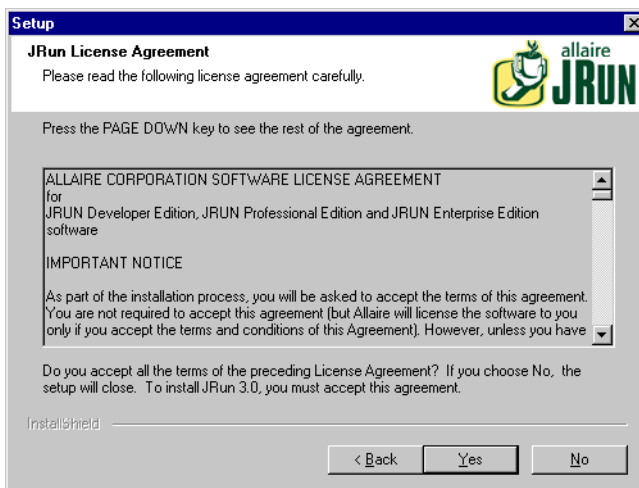 Setup
JRun License Agreement
Please read the following license agreement carefully.
allaire
JRUN
Press the PAGE DOWN key to see the rest of the agreement.
ALLAIRE CORPORATION SOFTWARE LICENSE AGREEMENT
for
JRUN Developer Edition, JRUN Professional Edition and JRUN Enterprise Edition
software
IMPORTANT NOTICE
As part of the installation process, you will be asked to accept the terms of this agreement.
You are not required to accept this agreement (but Allaire will license the software to you
only if you accept the terms and conditions of this Agreement). However, unless you have
Do you accept all the terms of the preceding License Agreement? If you choose No, the
setup will close. To install JRun 3.0, you must accept this agreement.
InstallShield
< Back Yes No